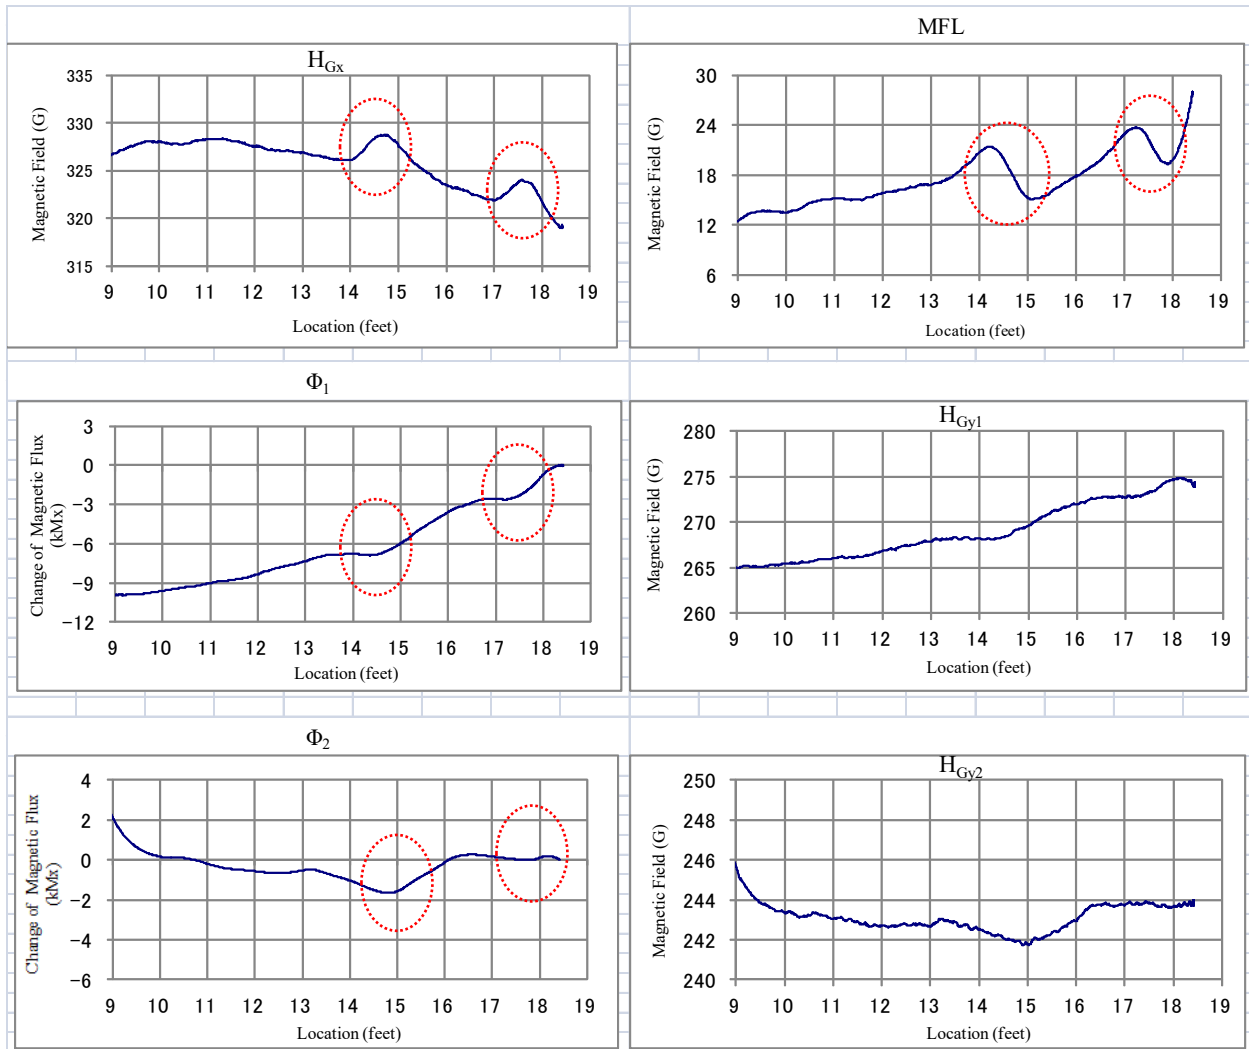 MFL
H_Gx
335
330
325
320
315
Magnetic Field (G)
9 10 11 12 13 14 15 16 17 18 19
Location (feet)
30
24
18
12
6
Magnetic Field (G)
9 10 11 12 13 14 15 16 17 18 19
Location (feet)
Φ1
3
0
−3
−6
−9
−12
Change of Magnetic Flux
(kMx)
9 10 11 12 13 14 15 16 17 18 19
Location (feet)
H_Gy1
280
275
270
265
260
Magnetic Field (G)
9 10 11 12 13 14 15 16 17 18 19
Location (feet)
Φ2
4
2
0
−2
−4
−6
Change of Magnetic Flux
(kMx)
9 10 11 12 13 14 15 16 17 18 19
Location (feet)
H_Gy2
250
248
246
244
242
240
Magnetic Field (G)
9 10 11 12 13 14 15 16 17 18 19
Location (feet)